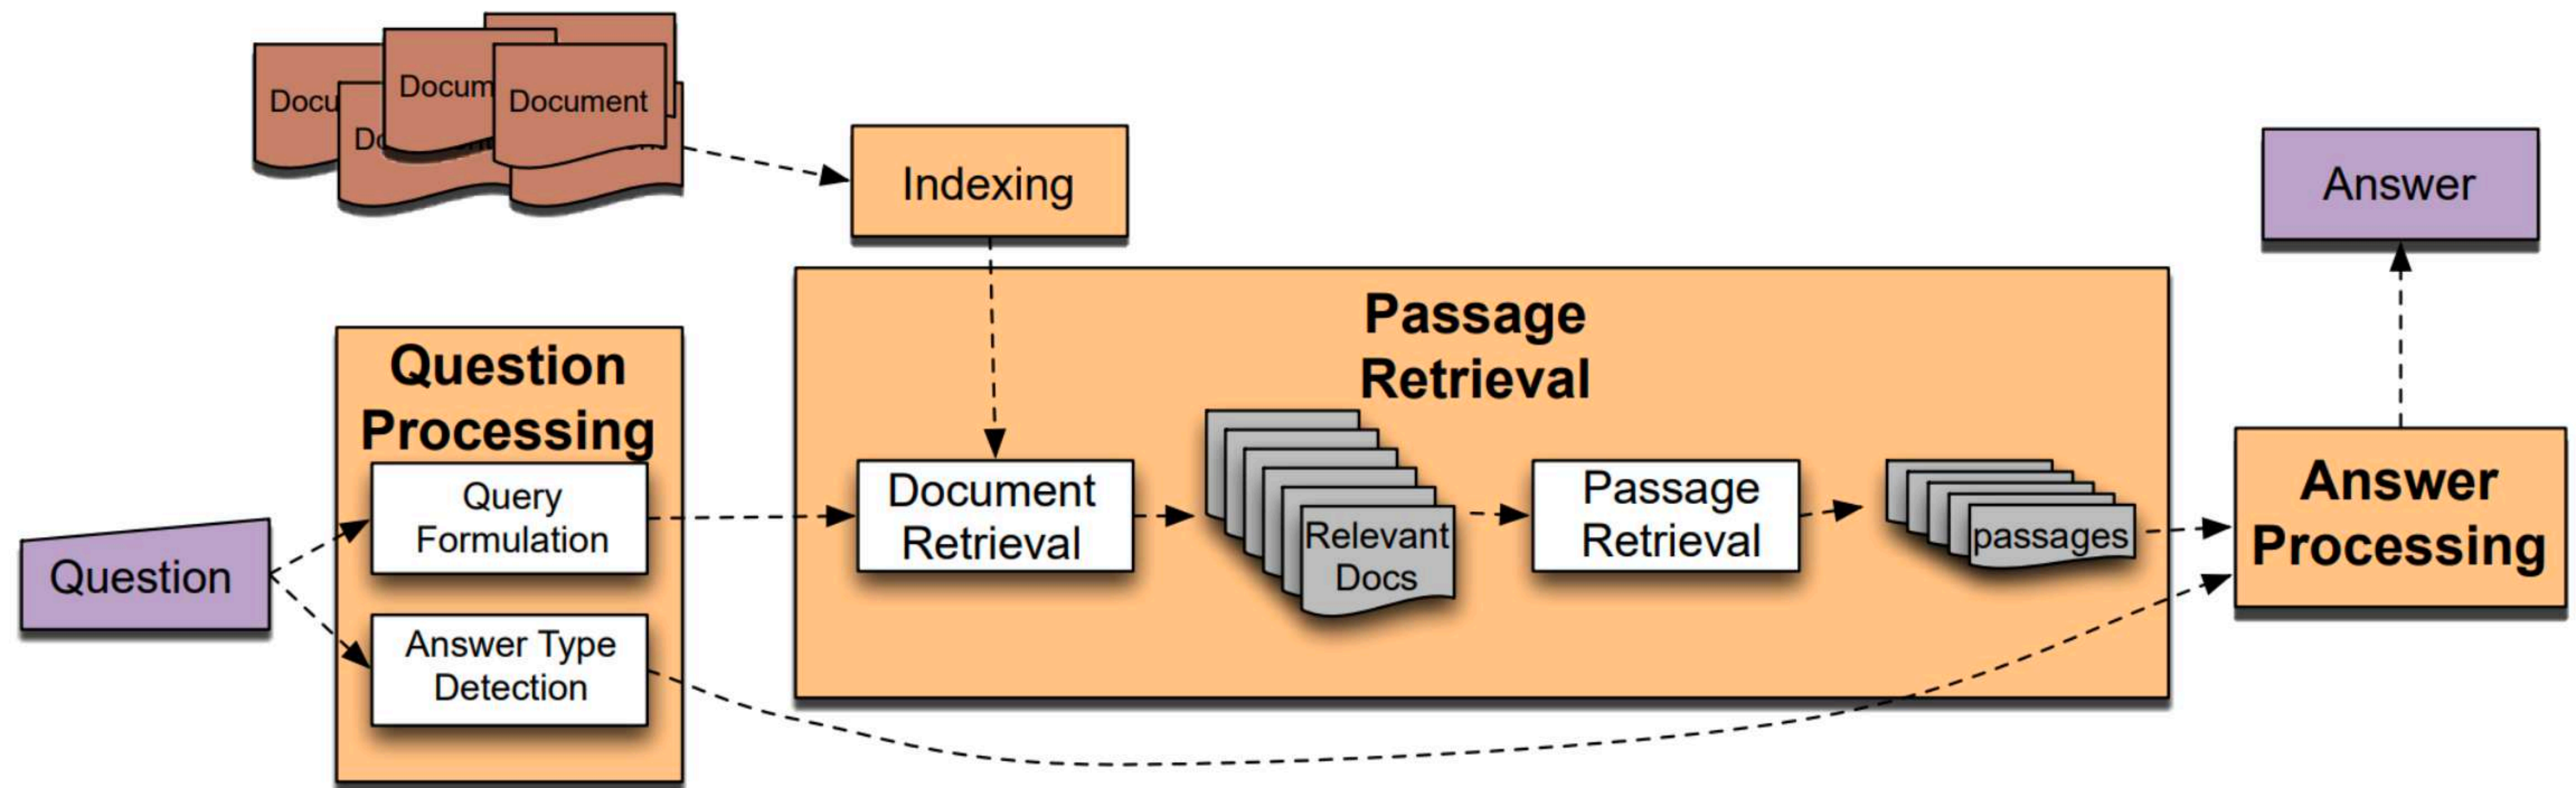 Docu
Docum
Document
Do
Indexing
Answer
Passage
Retrieval
Question
Processing
Query
Formulation
Answer Type
Detection
Question
Document
Retrieval
Relevant
Docs
Passage
Retrieval
passages
Answer
Processing